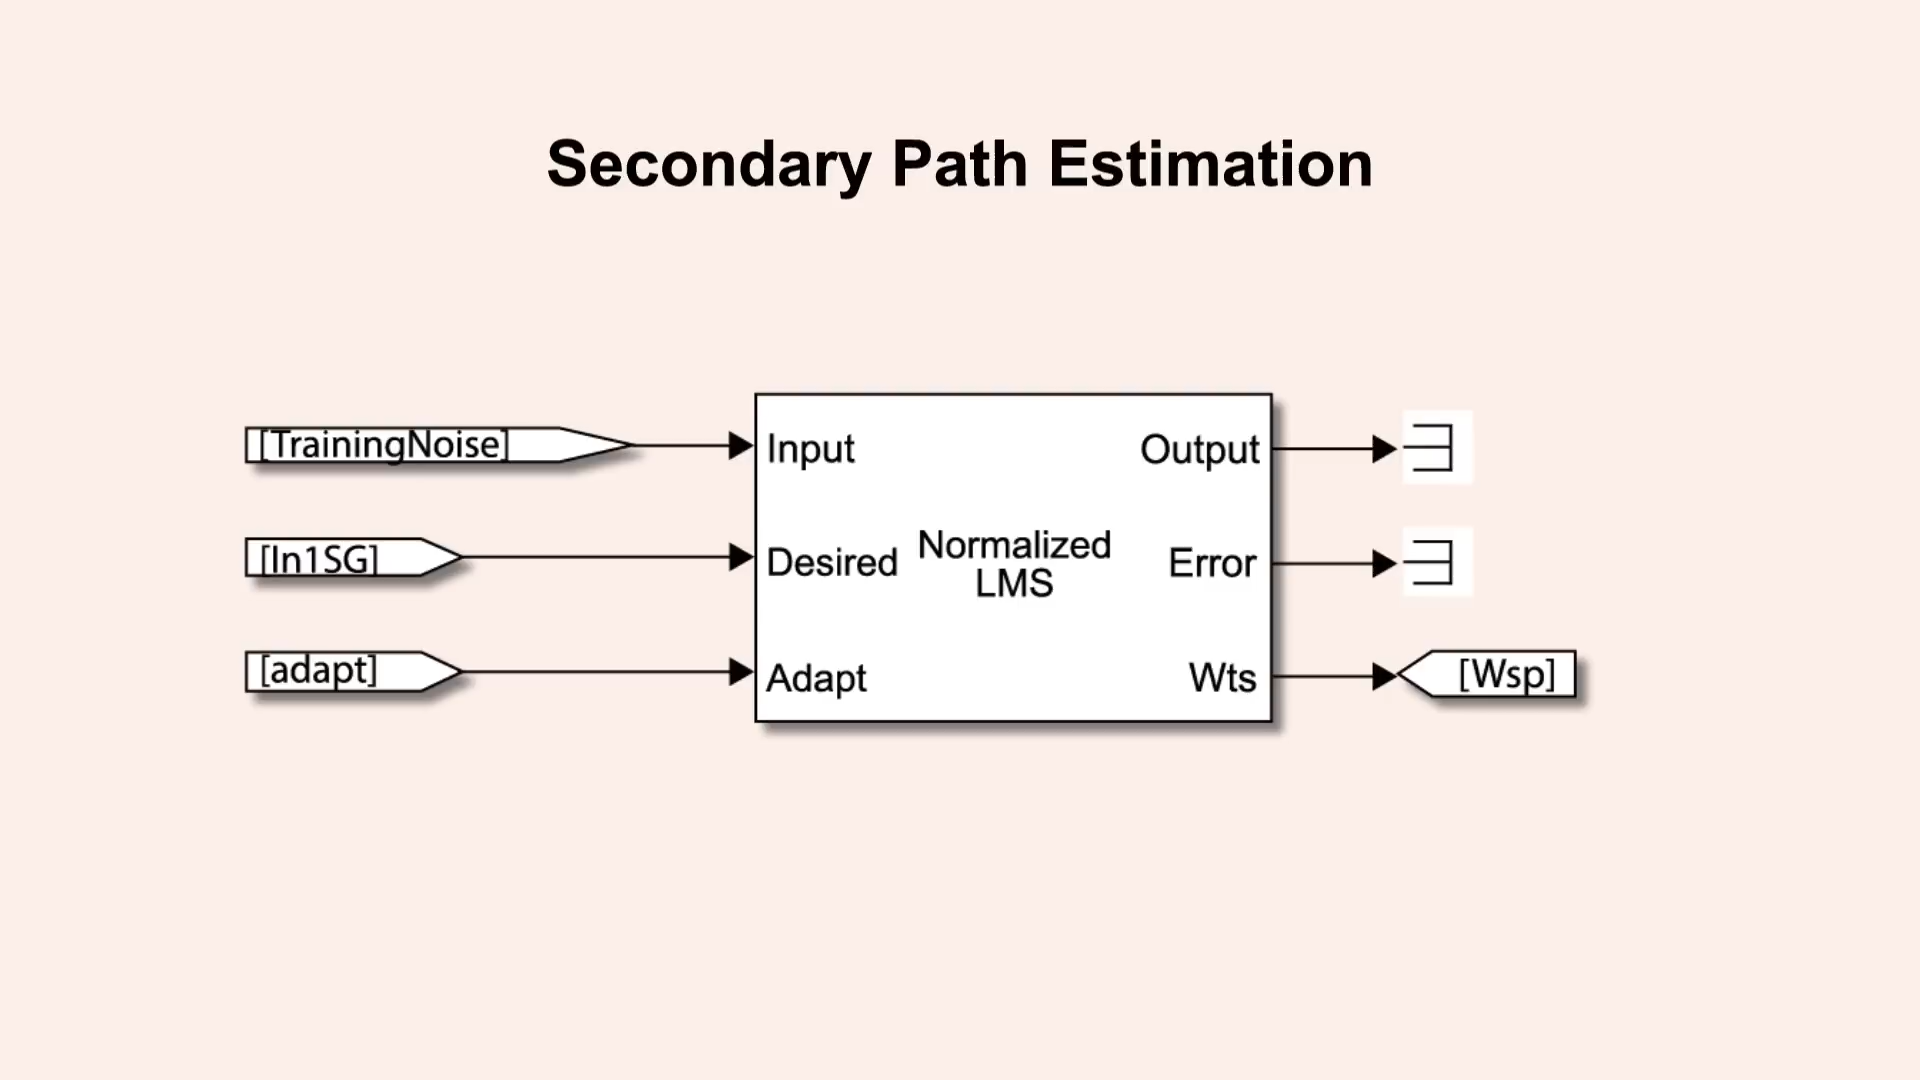 Secondary Path Estimation
[TrainingNoise]
Input
Output
[In1SG]
Desired
Normalized
LMS
Error
[adapt]
Adapt
Wts
[Wsp]